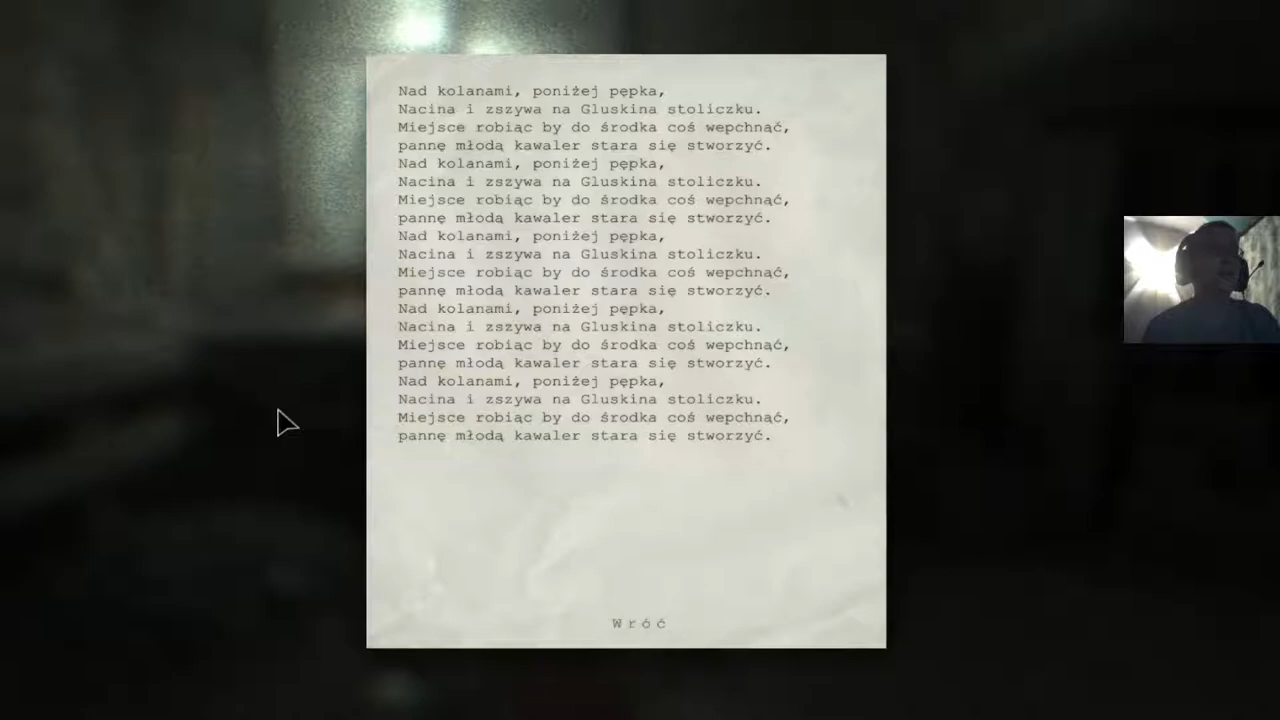 Nad kolanami, poniżej pępka,
Nacina i zszywa na Gluskina stoliczku.
Miejsce robiąc by do środka coś wepchnąć,
pannę młodą kawaler stara się stworzyć.
Nad kolanami, poniżej pępka,
Nacina i zszywa na Gluskina stoliczku.
Miejsce robiąc by do środka coś wepchnąć,
pannę młodą kawaler stara się stworzyć.
Nad kolanami, poniżej pępka,
Nacina i zszywa na Gluskina stoliczku.
Miejsce robiąc by do środka coś wepchnąć,
pannę młodą kawaler stara się stworzyć.
Nad kolanami, poniżej pępka,
Nacina i zszywa na Gluskina stoliczku.
Miejsce robiąc by do środka coś wepchnąć,
pannę młodą kawaler stara się stworzyć.
Nad kolanami, poniżej pępka,
Nacina i zszywa na Gluskina stoliczku.
Miejsce robiąc by do środka coś wepchnąć,
pannę młodą kawaler stara się stworzyć.
Wróć